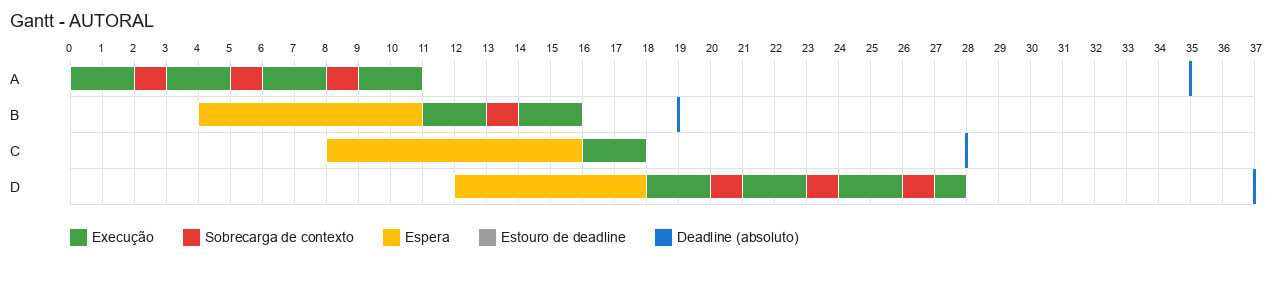 Gantt - AUTORAL
0 1 2 3 4 5 6 7 8 9 10 11 12 13 14 15 16 17 18 19 20 21 22 23 24 25 26 27 28 29 30 31 32 33 34 35 36 37
A
B
C
D
Execução Sobrecarga de contexto Espera Estouro de deadline Deadline (absoluto)